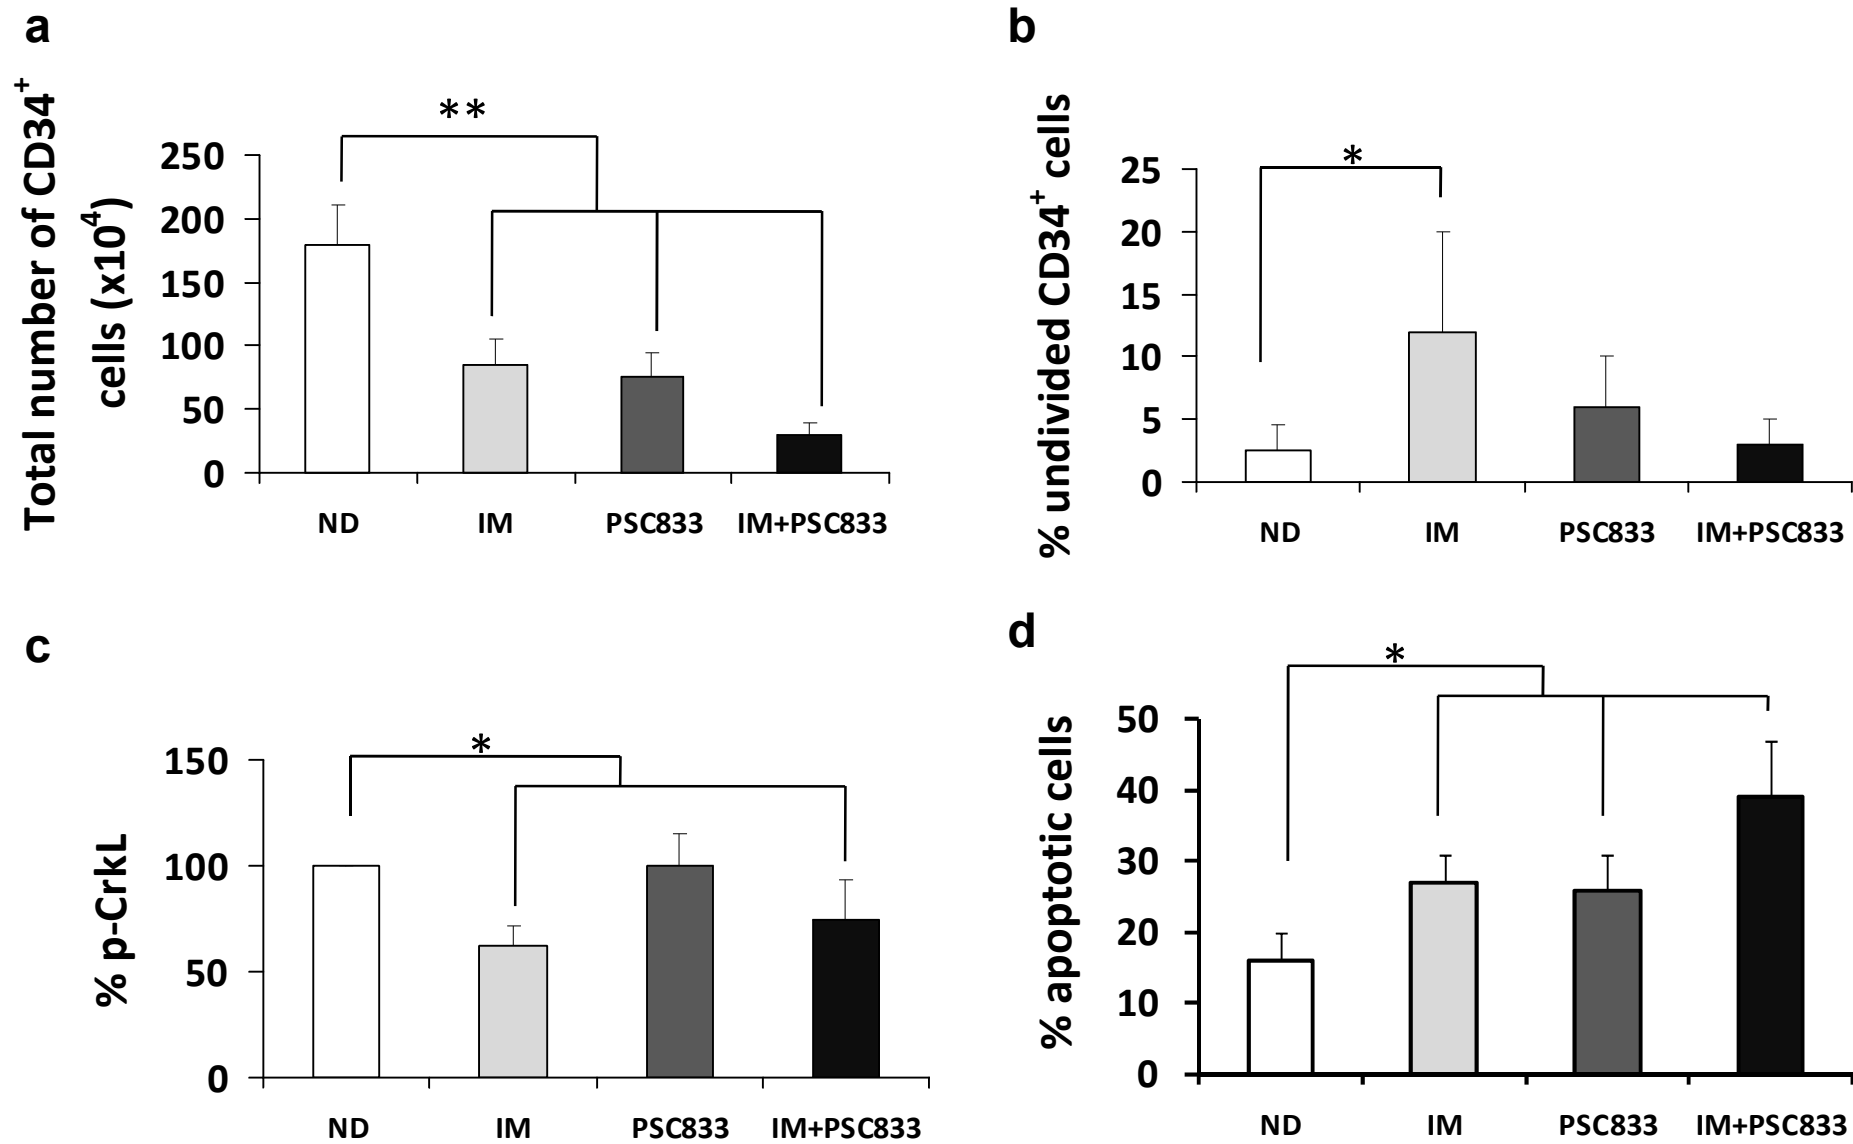 a
Total number of CD34⁺
cells (x10⁴)
**
250
200
150
100
50
0
ND IM PSC833 IM+PSC833
b
% undivided CD34⁺ cells
*
25
20
15
10
5
0
ND IM PSC833 IM+PSC833
c
% p-CrkL
*
150
100
50
0
ND IM PSC833 IM+PSC833
d
% apoptotic cells
*
50
40
30
20
10
0
ND IM PSC833 IM+PSC833